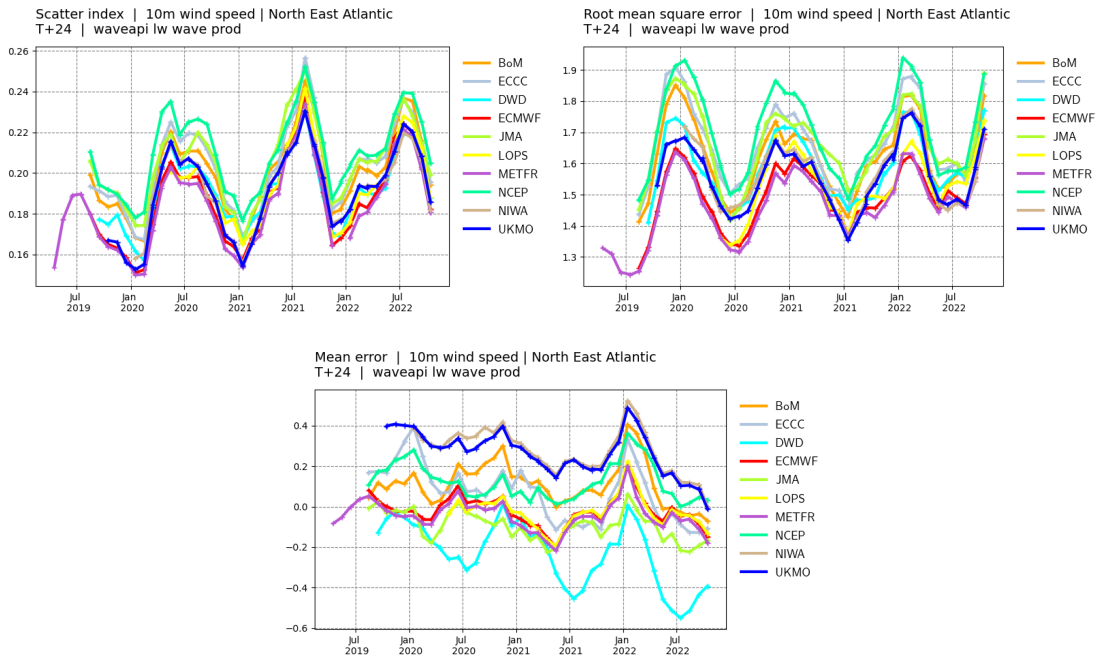 Scatter index | 10m wind speed | North East Atlantic
T+24 | waveapi lw wave prod
0.26
0.24
0.22
0.20
0.18
0.16
Jul
2019
Jan
2020
Jul
2020
Jan
2021
Jul
2021
Jan
2022
Jul
2022
BoM
ECCC
DWD
ECMWF
JMA
LOPS
METFR
NCEP
NIWA
UKMO
Root mean square error | 10m wind speed | North East Atlantic
T+24 | waveapi lw wave prod
1.9
1.8
1.7
1.6
1.5
1.4
1.3
Jul
2019
Jan
2020
Jul
2020
Jan
2021
Jul
2021
Jan
2022
Jul
2022
BoM
ECCC
DWD
ECMWF
JMA
LOPS
METFR
NCEP
NIWA
UKMO
Mean error | 10m wind speed | North East Atlantic
T+24 | waveapi lw wave prod
0.4
0.2
0.0
−0.2
−0.4
−0.6
Jul
2019
Jan
2020
Jul
2020
Jan
2021
Jul
2021
Jan
2022
Jul
2022
BoM
ECCC
DWD
ECMWF
JMA
LOPS
METFR
NCEP
NIWA
UKMO